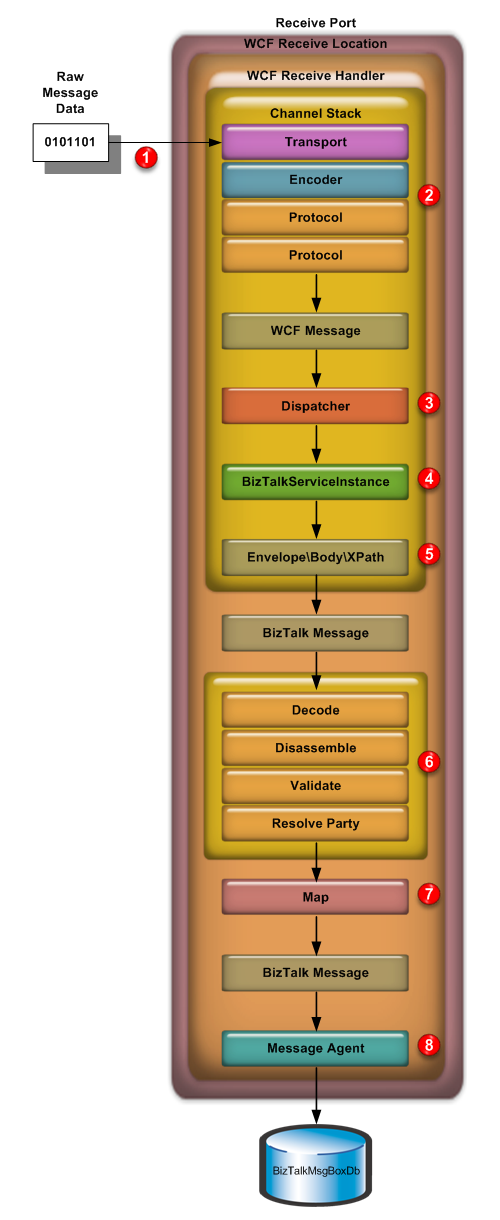 Receive Port
WCF Receive Location
WCF Receive Handler
Raw
Message
Data
Channel Stack
0101101
Transport
1
Encoder
2
Protocol
Protocol
WCF Message
Dispatcher
3
BizTalkServiceInstance
4
Envelope\Body\XPath
5
BizTalk Message
Decode
Disassemble
6
Validate
Resolve Party
Map
7
BizTalk Message
Message Agent
8
BizTalkMsgBoxDb